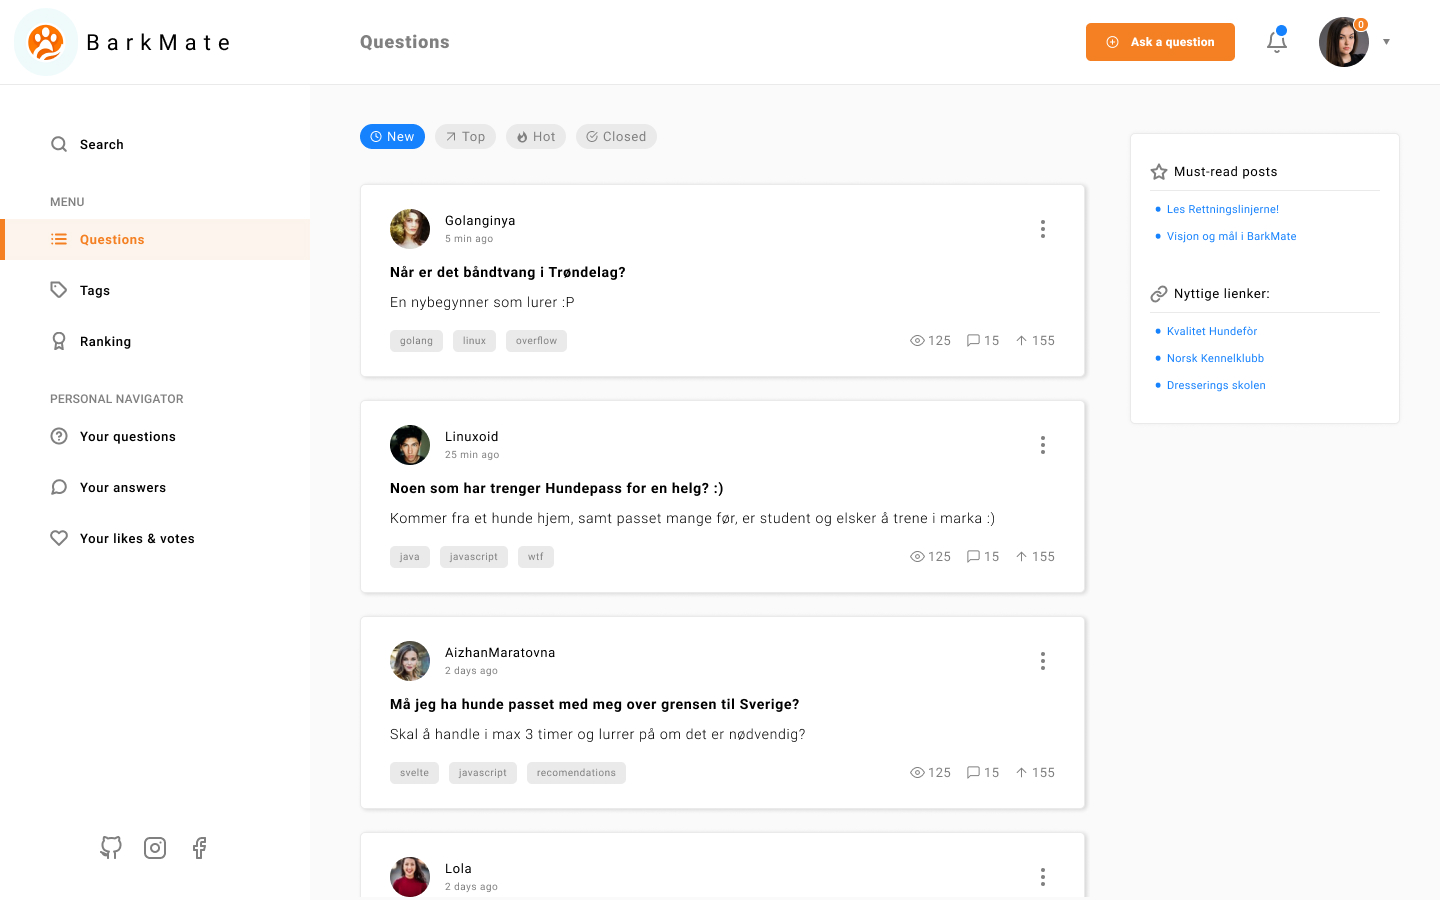 BarkMate
Questions
Ask a question
0
Search
MENU
Questions
Tags
Ranking
PERSONAL NAVIGATOR
Your questions
Your answers
Your likes & votes
New
Top
Hot
Closed
Golanginya
5 min ago
Når er det båndtvang i Trøndelag?
En nybegynner som lurer :P
golang linux overflow
125 15 155
Linuxoid
25 min ago
Noen som har trenger Hundepass for en helg? :)
Kommer fra et hunde hjem, samt passet mange før, er student og elsker å trene i marka :)
java javascript wtf
125 15 155
AizhanMaratovna
2 days ago
Må jeg ha hunde passet med meg over grensen til Sverige?
Skal å handle i max 3 timer og lurrer på om det er nødvendig?
svelte javascript recomendations
125 15 155
Lola
2 days ago
Must-read posts
Les Rettningslinjerne!
Visjon og mål i BarkMate
Nyttige lienker:
Kvalitet Hundefòr
Norsk Kennelklubb
Dresserings skolen